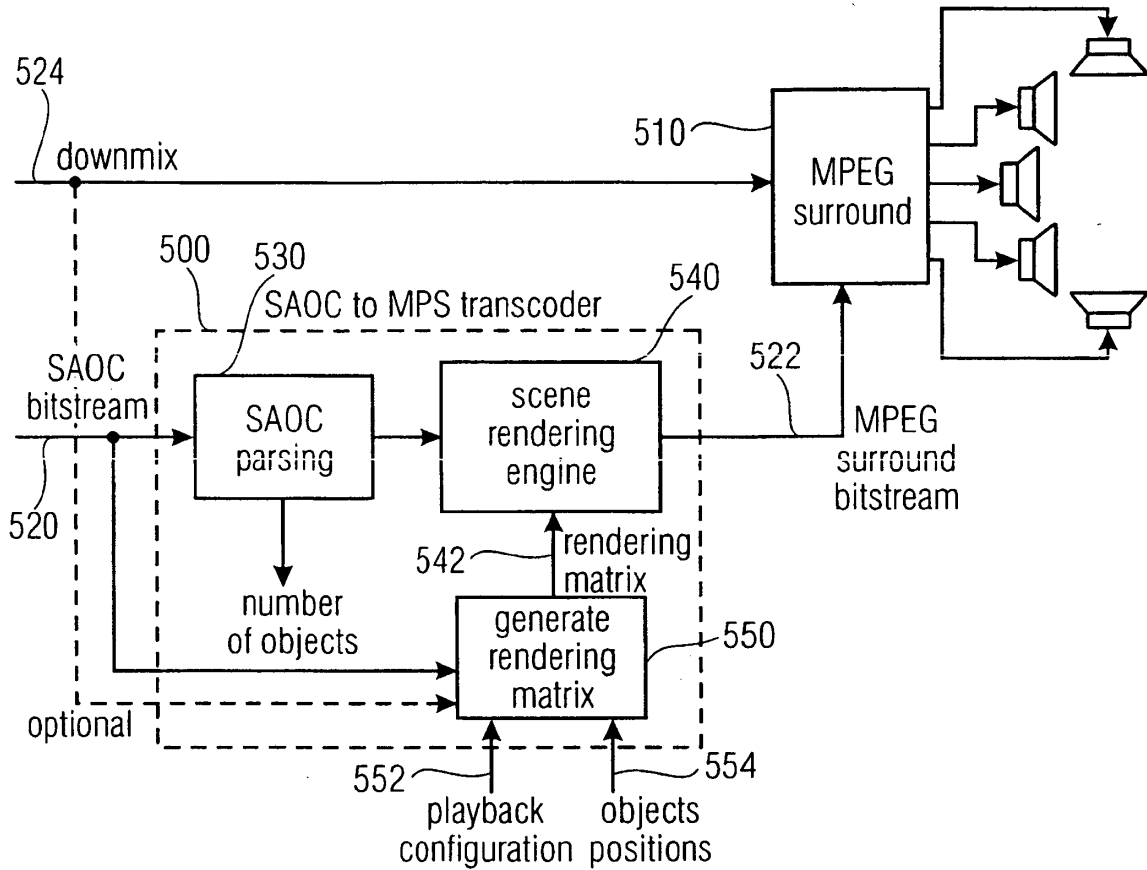 524
downmix
510
MPEG
surround
500
530
SAOC to MPS transcoder
540
522
SAOC
bitstream
SAOC
parsing
scene
rendering
engine
MPEG
surround
bitstream
520
542
rendering
matrix
number
of objects
generate
rendering
matrix
550
optional
552
554
playback
configuration
objects
positions